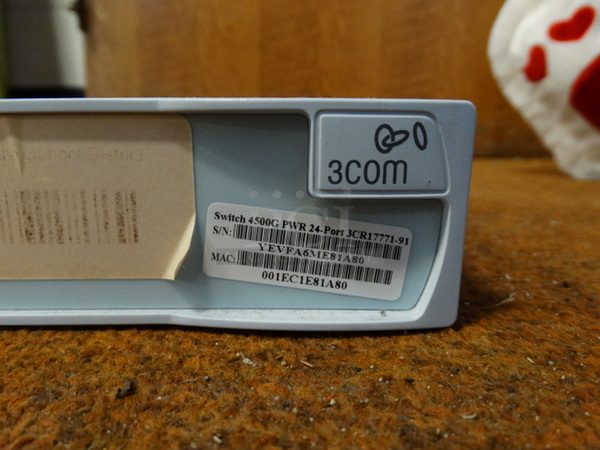 3COM
Switch 4500G PWR 24-Port 3CR17771-91
S/N:
YEVFA6ME81A80
MAC:
001EC1E81A80